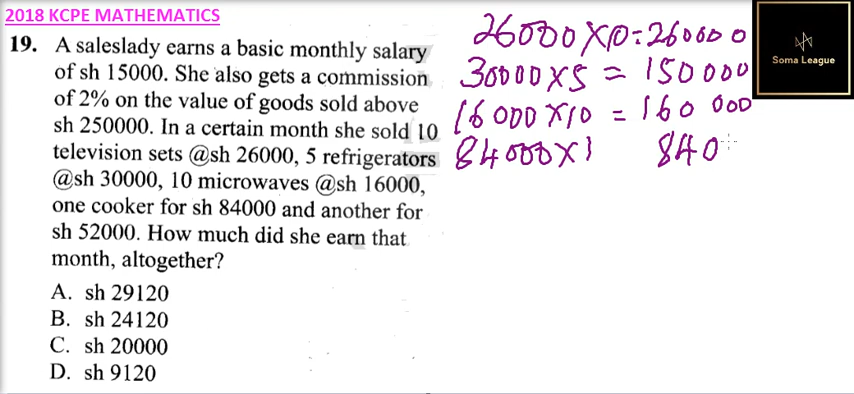 2018 KCPE MATHEMATICS
19. A saleslady earns a basic monthly salary
of sh 15000. She also gets a commission
of 2% on the value of goods sold above
sh 250000. In a certain month she sold 10
television sets @sh 26000, 5 refrigerators
@sh 30000, 10 microwaves @sh 16000,
one cooker for sh 84000 and another for
sh 52000. How much did she earn that
month, altogether?
A. sh 29120
B. sh 24120
C. sh 20000
D. sh 9120
26000 X10=260000
30000 X5 = 150000
16000 X10 = 160 000
84000 X1 840
Soma League